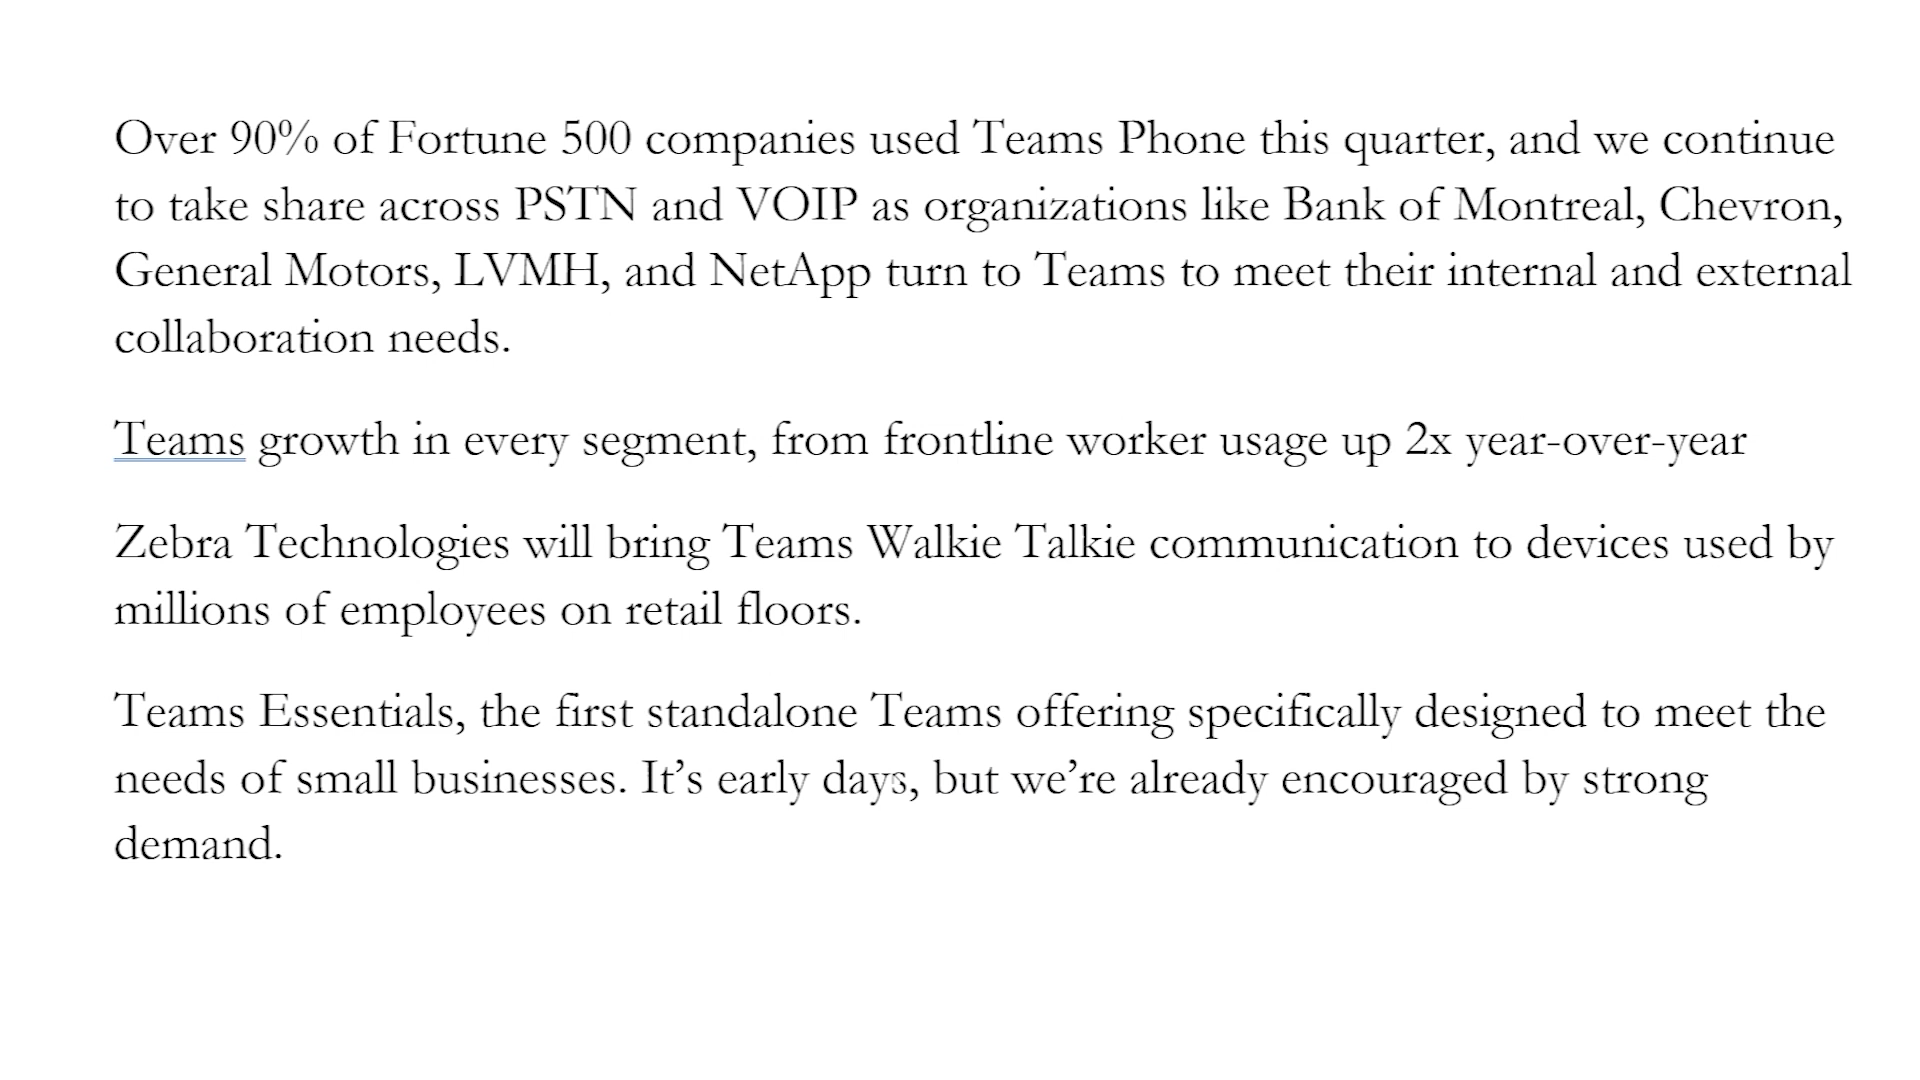 Over 90% of Fortune 500 companies used Teams Phone this quarter, and we continue
to take share across PSTN and VOIP as organizations like Bank of Montreal, Chevron,
General Motors, LVMH, and NetApp turn to Teams to meet their internal and external
collaboration needs.
Teams growth in every segment, from frontline worker usage up 2x year-over-year
Zebra Technologies will bring Teams Walkie Talkie communication to devices used by
millions of employees on retail floors.
Teams Essentials, the first standalone Teams offering specifically designed to meet the
needs of small businesses. It’s early days, but we’re already encouraged by strong
demand.